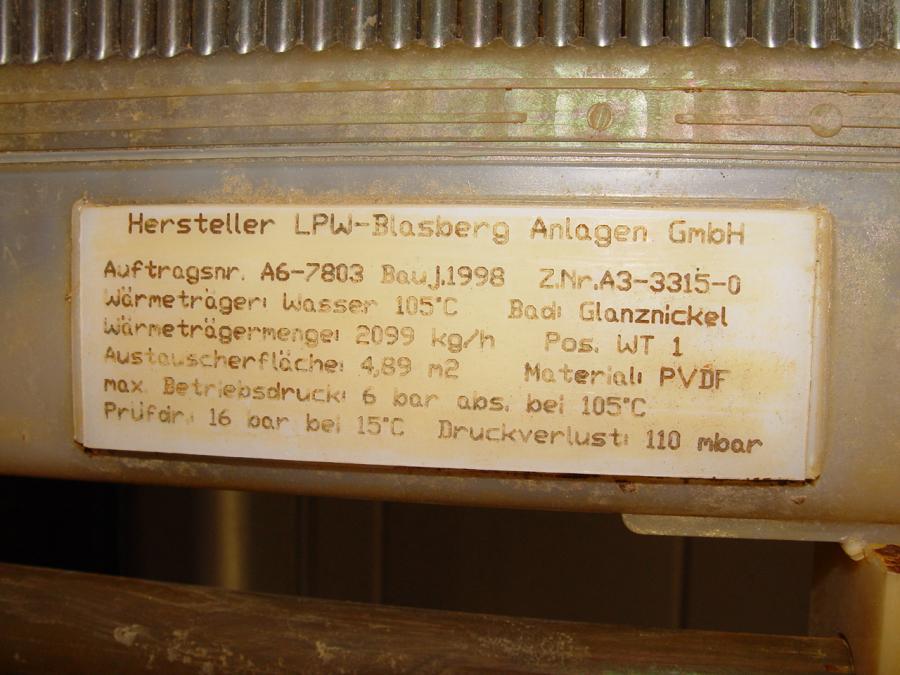 Hersteller LPW-Blasberg Anlagen GmbH
Auftragsnr. A6-7803 Bauj.1998 Z.Nr.A3-3315-0
Wärmeträger: Wasser 105°C Bad: Glanznickel
Wärmeträgermenge: 2099 kg/h Pos. WT 1
Austauscherfläche: 4,89 m2 Material: PVDF
max. Betriebsdruck: 6 bar abs. bei 105°C
Prüfdr.: 16 bar bei 15°C Druckverlust: 110 mbar